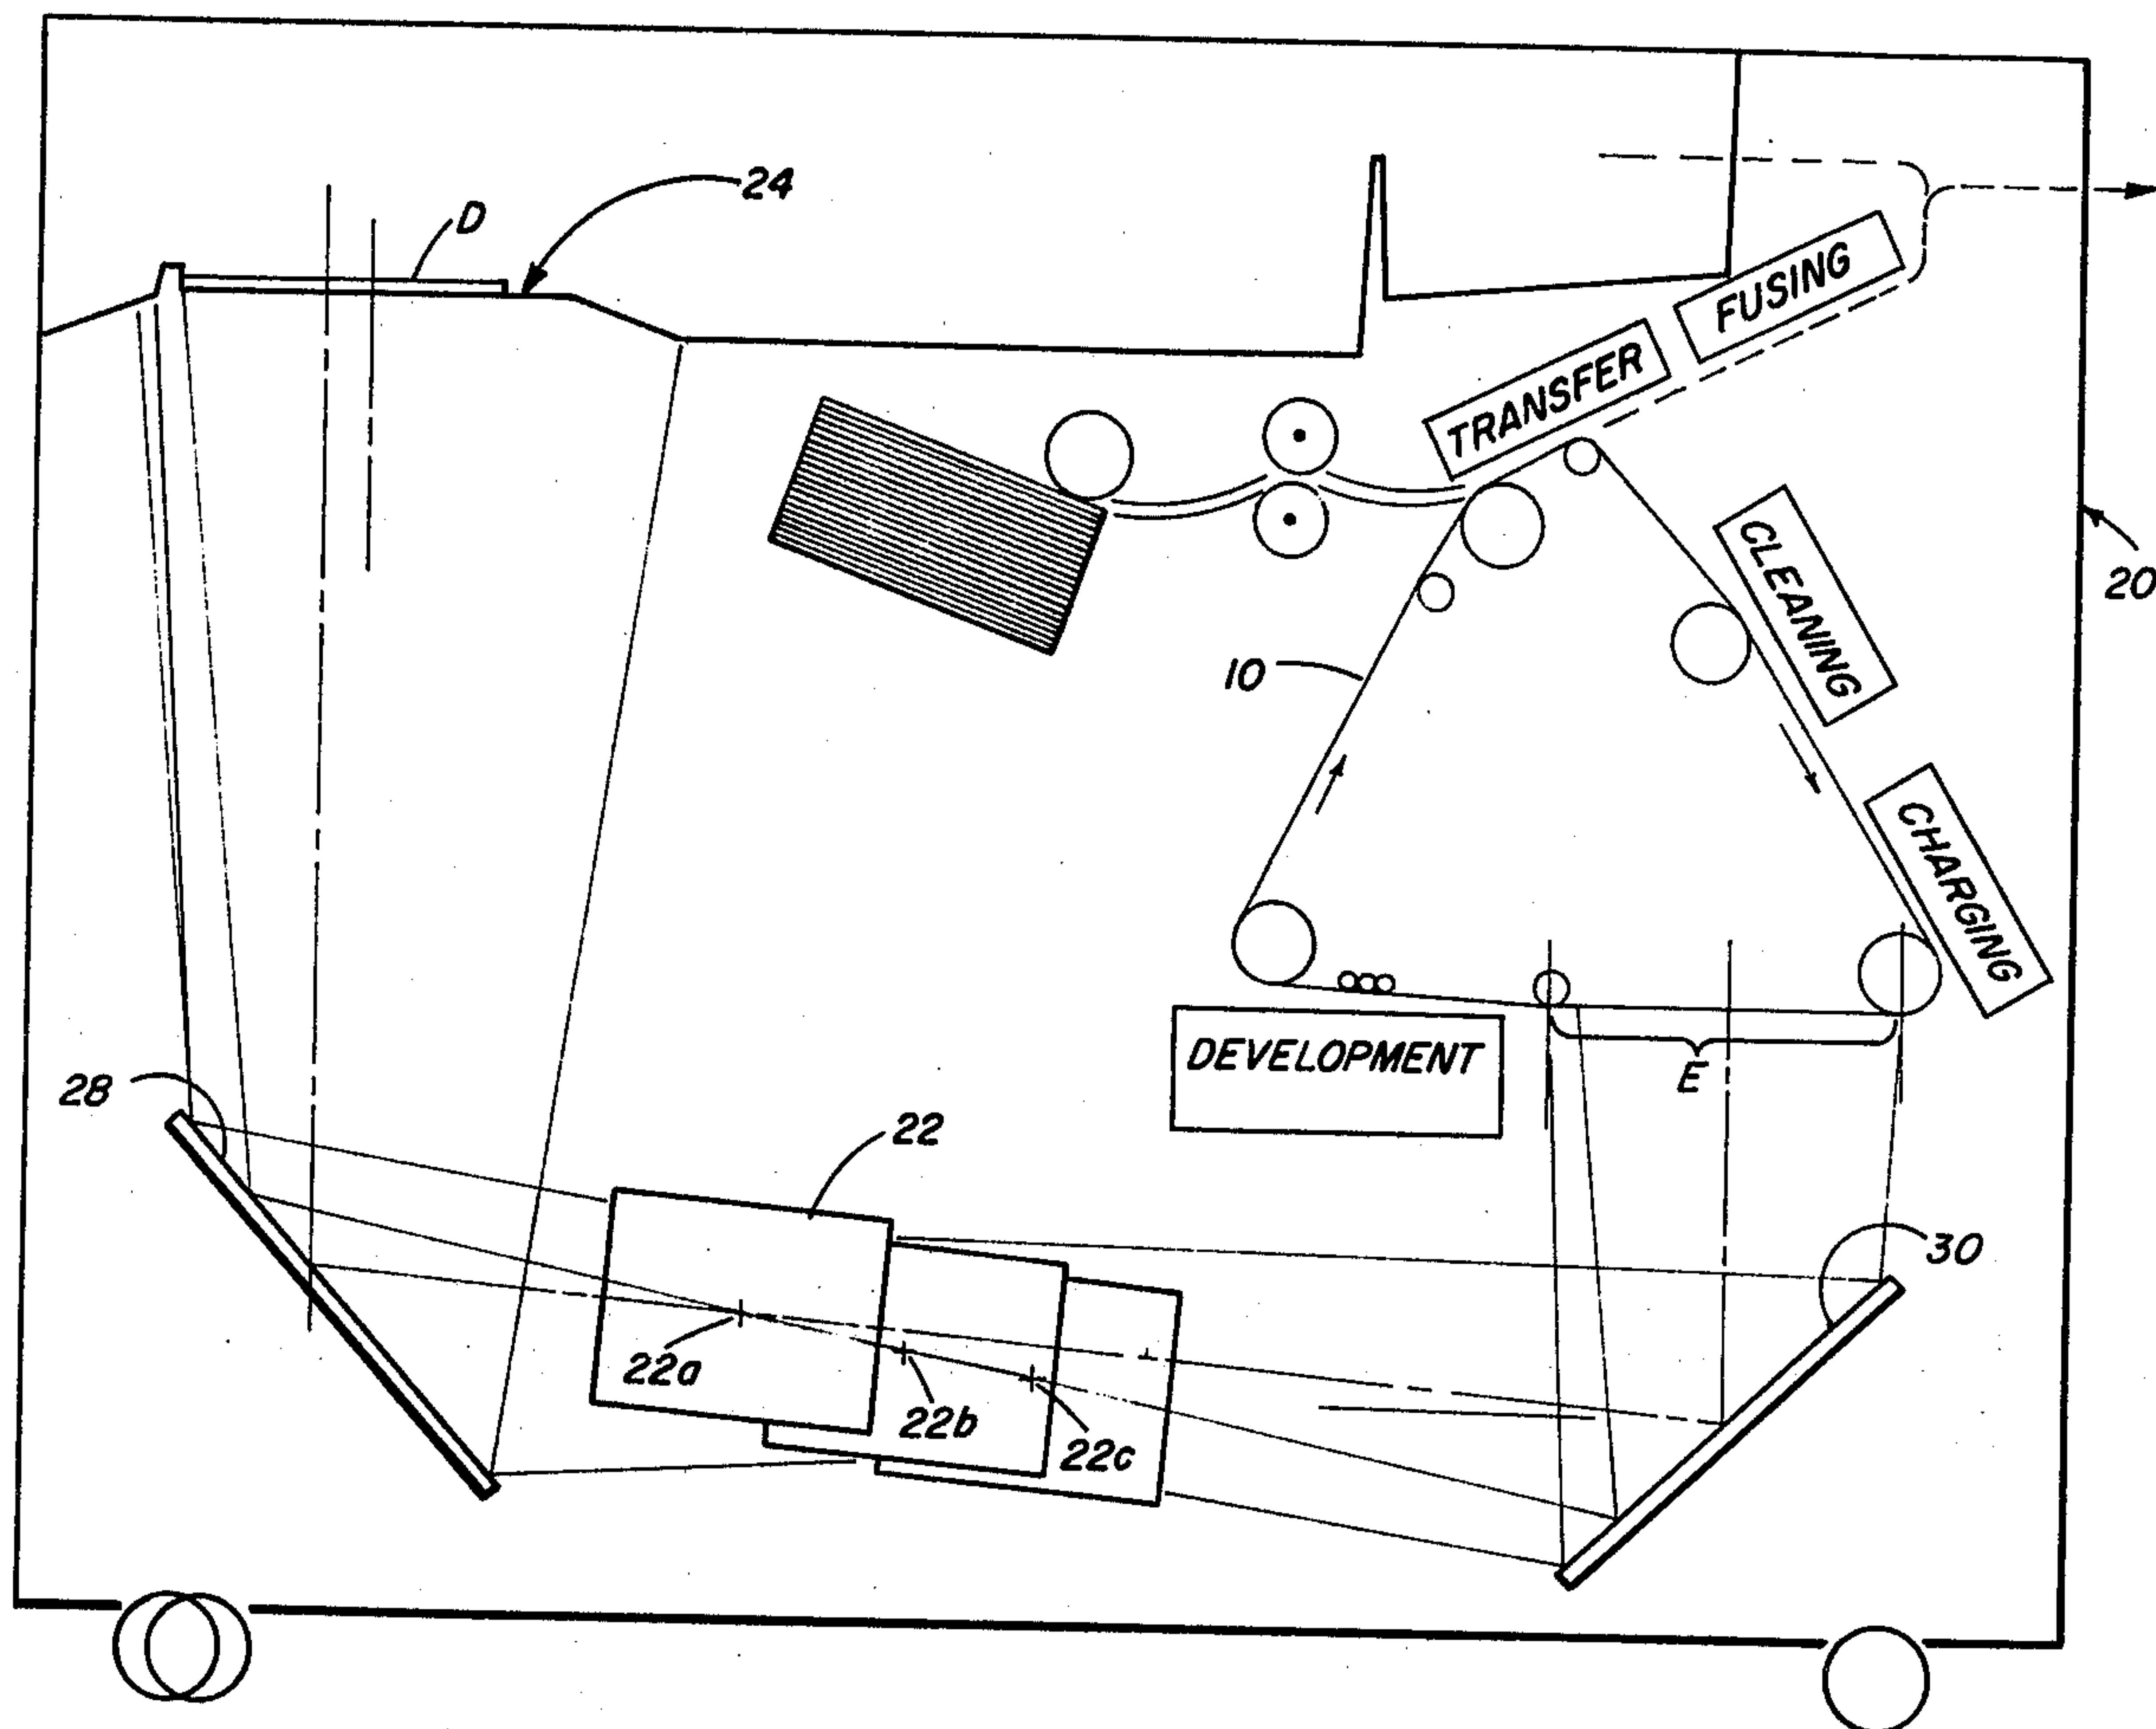 24
D
FUSING
TRANSFER
CLEANING
20
10
CHARGING
DEVELOPMENT
E
28
22
30
22a
22b
22c